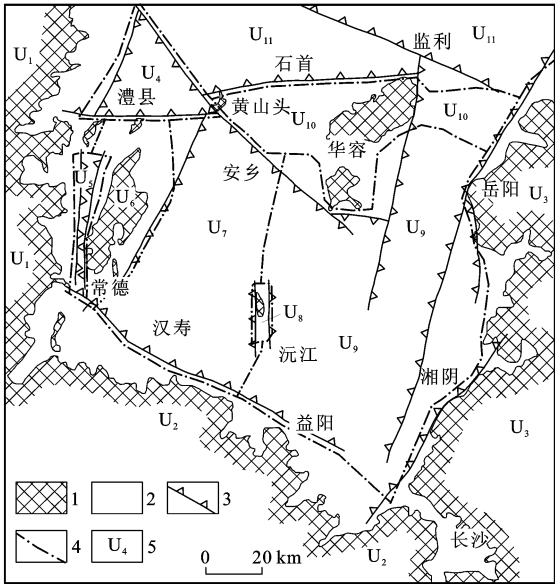 U₁
U₁₁
监利
U₁₁
石首
U₄
澧县
黄山头
U₁₀
U₁₀
华容
安乡
岳阳
U₅
U₆
U₃
U₇
U₉
U₁
常德
汉寿
U₈
沅江
U₉
湘阴
U₂
益阳
U₃
1 2 3
4 U₄ 5
0 20 km
长沙
U₂